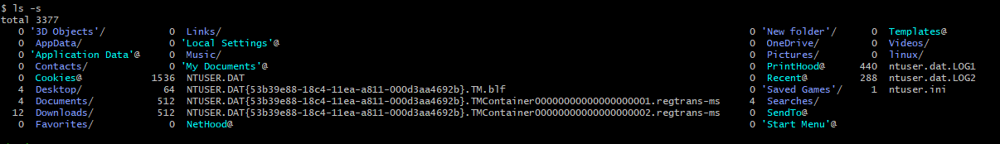 $ ls -s
total 3377
0 '3D Objects'/ 0 Links/ 0 'New folder'/ 0 Templates@
0 AppData/ 0 'Local Settings'@ 0 OneDrive/ 0 Videos/
0 'Application Data'@ 0 Music/ 0 Pictures/ 0 linux/
0 Contacts/ 0 'My Documents'@ 0 PrintHood@ 440 ntuser.dat.LOG1
0 Cookies@ 1536 NTUSER.DAT 0 Recent@ 288 ntuser.dat.LOG2
4 Desktop/ 64 NTUSER.DAT{53b39e88-18c4-11ea-a811-000d3aa4692b}.TM.blf 0 'Saved Games'/ 1 ntuser.ini
4 Documents/ 512 NTUSER.DAT{53b39e88-18c4-11ea-a811-000d3aa4692b}.TMContainer00000000000000000001.regtrans-ms 4 Searches/
12 Downloads/ 512 NTUSER.DAT{53b39e88-18c4-11ea-a811-000d3aa4692b}.TMContainer00000000000000000002.regtrans-ms 0 SendTo@
0 Favorites/ 0 NetHood@ 0 'Start Menu'@